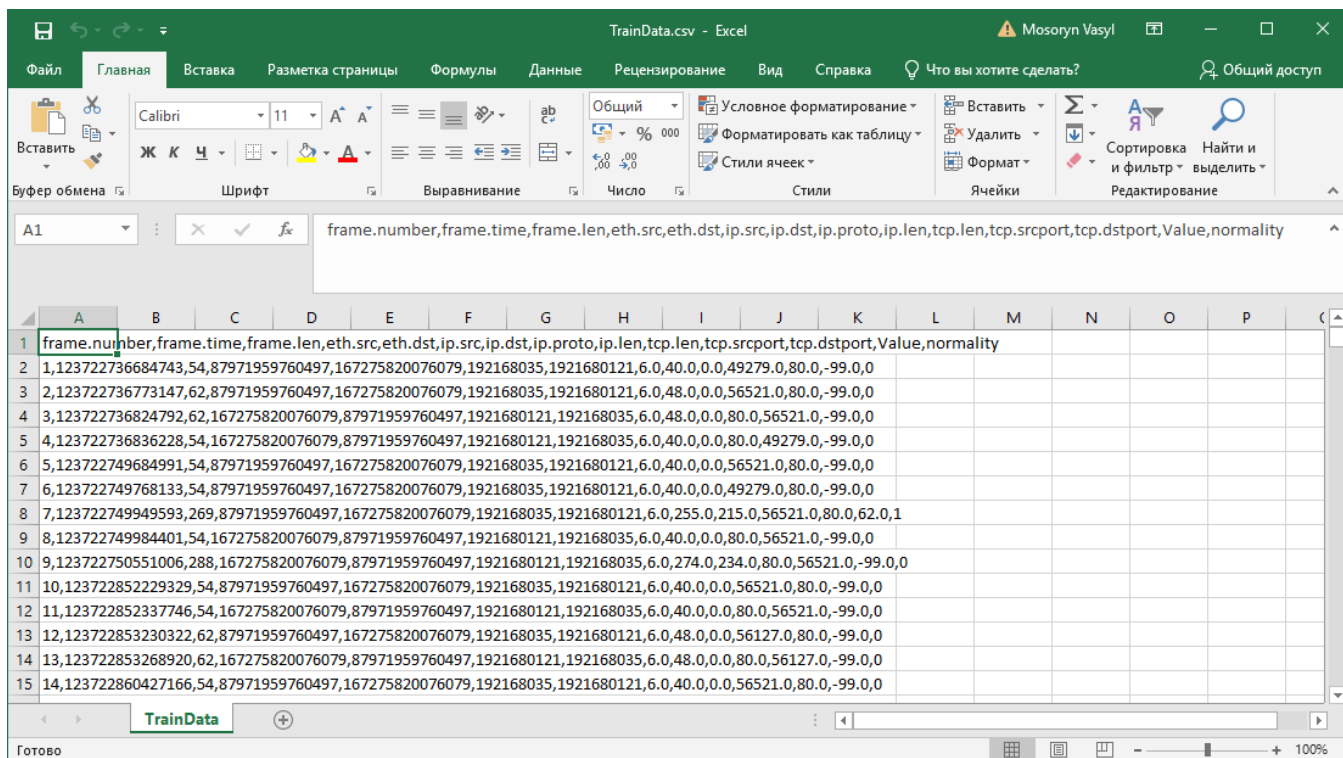 TrainData.csv - Excel
Mosoryn Vasyl
Файл Главная Вставка Разметка страницы Формулы Данные Рецензирование Вид Справка Что вы хотите сделать? Общий доступ
Вставить
Calibri 11
Ж К Ч
Общий
% 000
Условное форматирование
Форматировать как таблицу
Стили ячеек
Вставить
Удалить
Формат
Сортировка и фильтр
Найти и выделить
Буфер обмена Шрифт Выравнивание Число Стили Ячейки Редактирование
A1 fx frame.number,frame.time,frame.len,eth.src,eth.dst,ip.src,ip.dst,ip.proto,ip.len,tcp.len,tcp.srcport,tcp.dstport,Value,normality
A B C D E F G H I J K L M N O P
1 frame.number,frame.time,frame.len,eth.src,eth.dst,ip.src,ip.dst,ip.proto,ip.len,tcp.len,tcp.srcport,tcp.dstport,Value,normality
2 1,123722736684743,54,87971959760497,167275820076079,192168035,1921680121,6.0,40.0,0.0,49279.0,80.0,-99.0,0
3 2,123722736773147,62,87971959760497,167275820076079,192168035,1921680121,6.0,48.0,0.0,56521.0,80.0,-99.0,0
4 3,123722736824792,62,167275820076079,87971959760497,1921680121,192168035,6.0,48.0,0.0,80.0,56521.0,-99.0,0
5 4,123722736836228,54,167275820076079,87971959760497,1921680121,192168035,6.0,40.0,0.0,80.0,49279.0,-99.0,0
6 5,123722749684991,54,87971959760497,167275820076079,192168035,1921680121,6.0,40.0,0.0,56521.0,80.0,-99.0,0
7 6,123722749768133,54,87971959760497,167275820076079,192168035,1921680121,6.0,40.0,0.0,49279.0,80.0,-99.0,0
8 7,123722749949593,269,87971959760497,167275820076079,192168035,1921680121,6.0,255.0,215.0,56521.0,80.0,62.0,1
9 8,123722749984401,54,167275820076079,87971959760497,1921680121,192168035,6.0,40.0,0.0,80.0,56521.0,-99.0,0
10 9,123722750551006,288,167275820076079,87971959760497,1921680121,192168035,6.0,274.0,234.0,80.0,56521.0,-99.0,0
11 10,123722852229329,54,87971959760497,167275820076079,192168035,1921680121,6.0,40.0,0.0,56521.0,80.0,-99.0,0
12 11,123722852337746,54,167275820076079,87971959760497,1921680121,192168035,6.0,40.0,0.0,80.0,56521.0,-99.0,0
13 12,123722853230322,62,87971959760497,167275820076079,192168035,1921680121,6.0,48.0,0.0,56127.0,80.0,-99.0,0
14 13,123722853268920,62,167275820076079,87971959760497,1921680121,192168035,6.0,48.0,0.0,80.0,56127.0,-99.0,0
15 14,123722860427166,54,87971959760497,167275820076079,192168035,1921680121,6.0,40.0,0.0,56521.0,80.0,-99.0,0
TrainData
Готово 100%